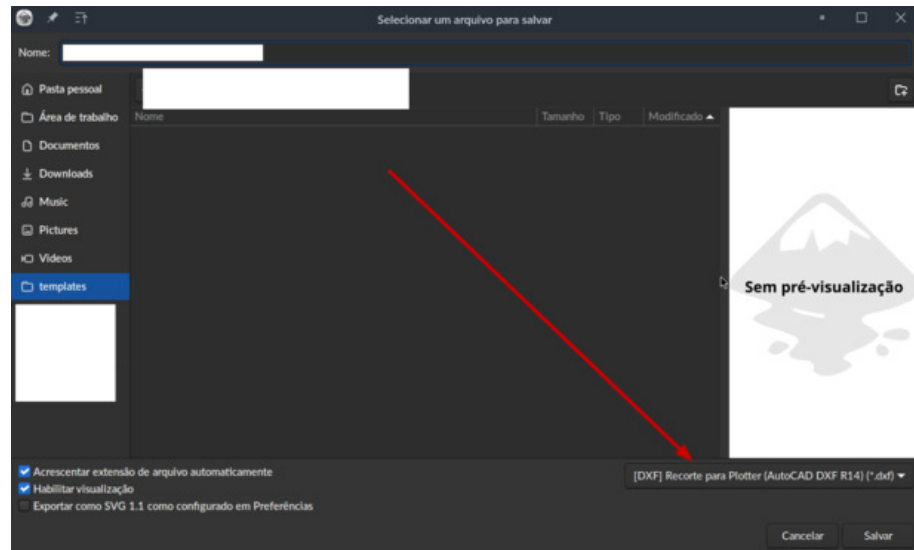 Selecionar um arquivo para salvar
Nome:
Pasta pessoal
Área de trabalho
Documentos
Downloads
Music
Pictures
Videos
templates
Nome Tamanho Tipo Modificado
Sem pré-visualização
Acrescentar extensão de arquivo automaticamente
Habilitar visualização
Exportar como SVG 1.1 como configurado em Preferências
[DXF] Recorte para Plotter (AutoCAD DXF R14) (*.dxf)
Cancelar Salvar